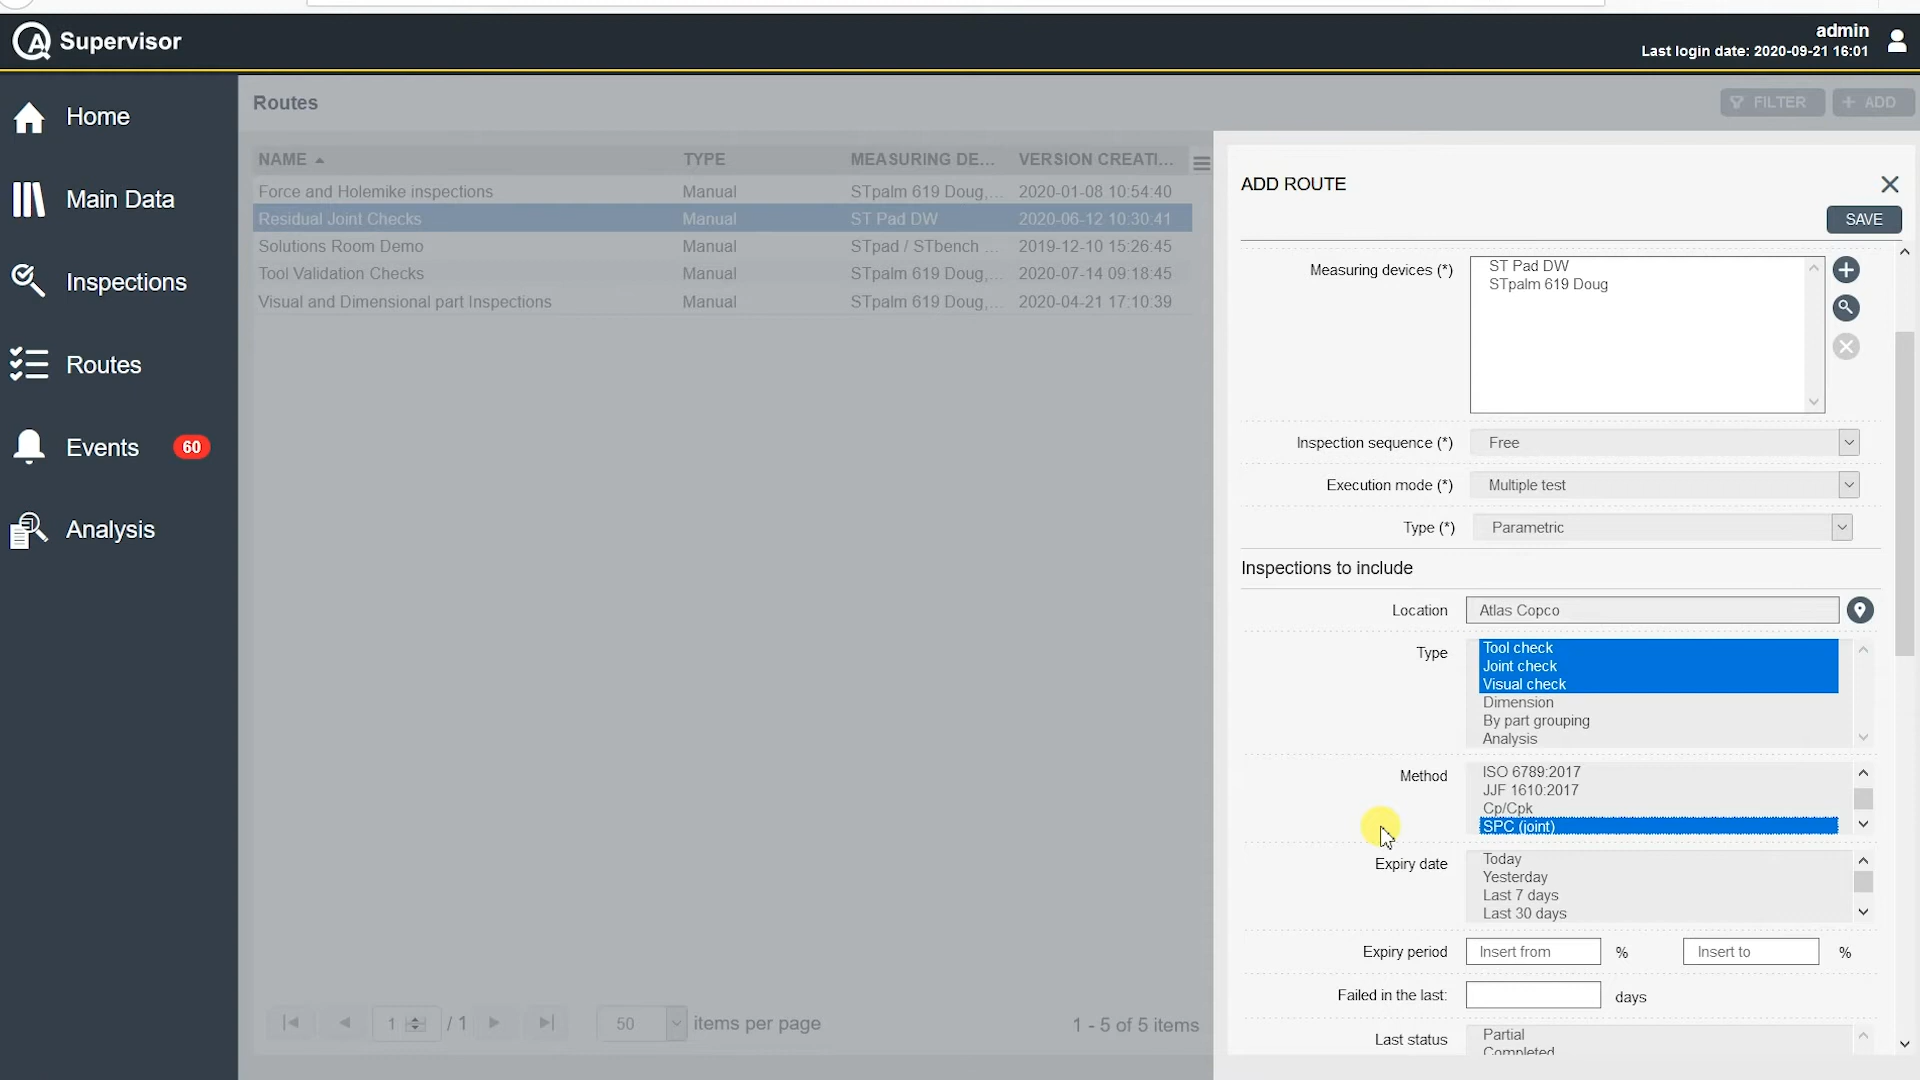 Supervisor
admin
Last login date: 2020-09-21 16:01
Home
Main Data
Inspections
Routes
Events 60
Analysis
Routes
FILTER
+ ADD
NAME TYPE MEASURING DE... VERSION CREATI...
Force and Holemike inspections Manual STpalm 619 Doug,... 2020-01-08 10:54:40
Residual Joint Checks Manual ST Pad DW 2020-06-12 10:30:41
Solutions Room Demo Manual STpad / STbench ... 2019-12-10 15:26:45
Tool Validation Checks Manual STpalm 619 Doug,... 2020-07-14 09:18:45
Visual and Dimensional part Inspections Manual STpalm 619 Doug,... 2020-04-21 17:10:39
1 / 1 50 items per page 1 - 5 of 5 items
ADD ROUTE
SAVE
Measuring devices (*)
ST Pad DW
STpalm 619 Doug
Inspection sequence (*) Free
Execution mode (*) Multiple test
Type (*) Parametric
Inspections to include
Location Atlas Copco
Type
Tool check
Joint check
Visual check
Dimension
By part grouping
Analysis
Method
ISO 6789:2017
JJF 1610:2017
Cp/Cpk
SPC (joint)
Expiry date
Today
Yesterday
Last 7 days
Last 30 days
Expiry period Insert from % Insert to %
Failed in the last: days
Last status
Partial
Completed